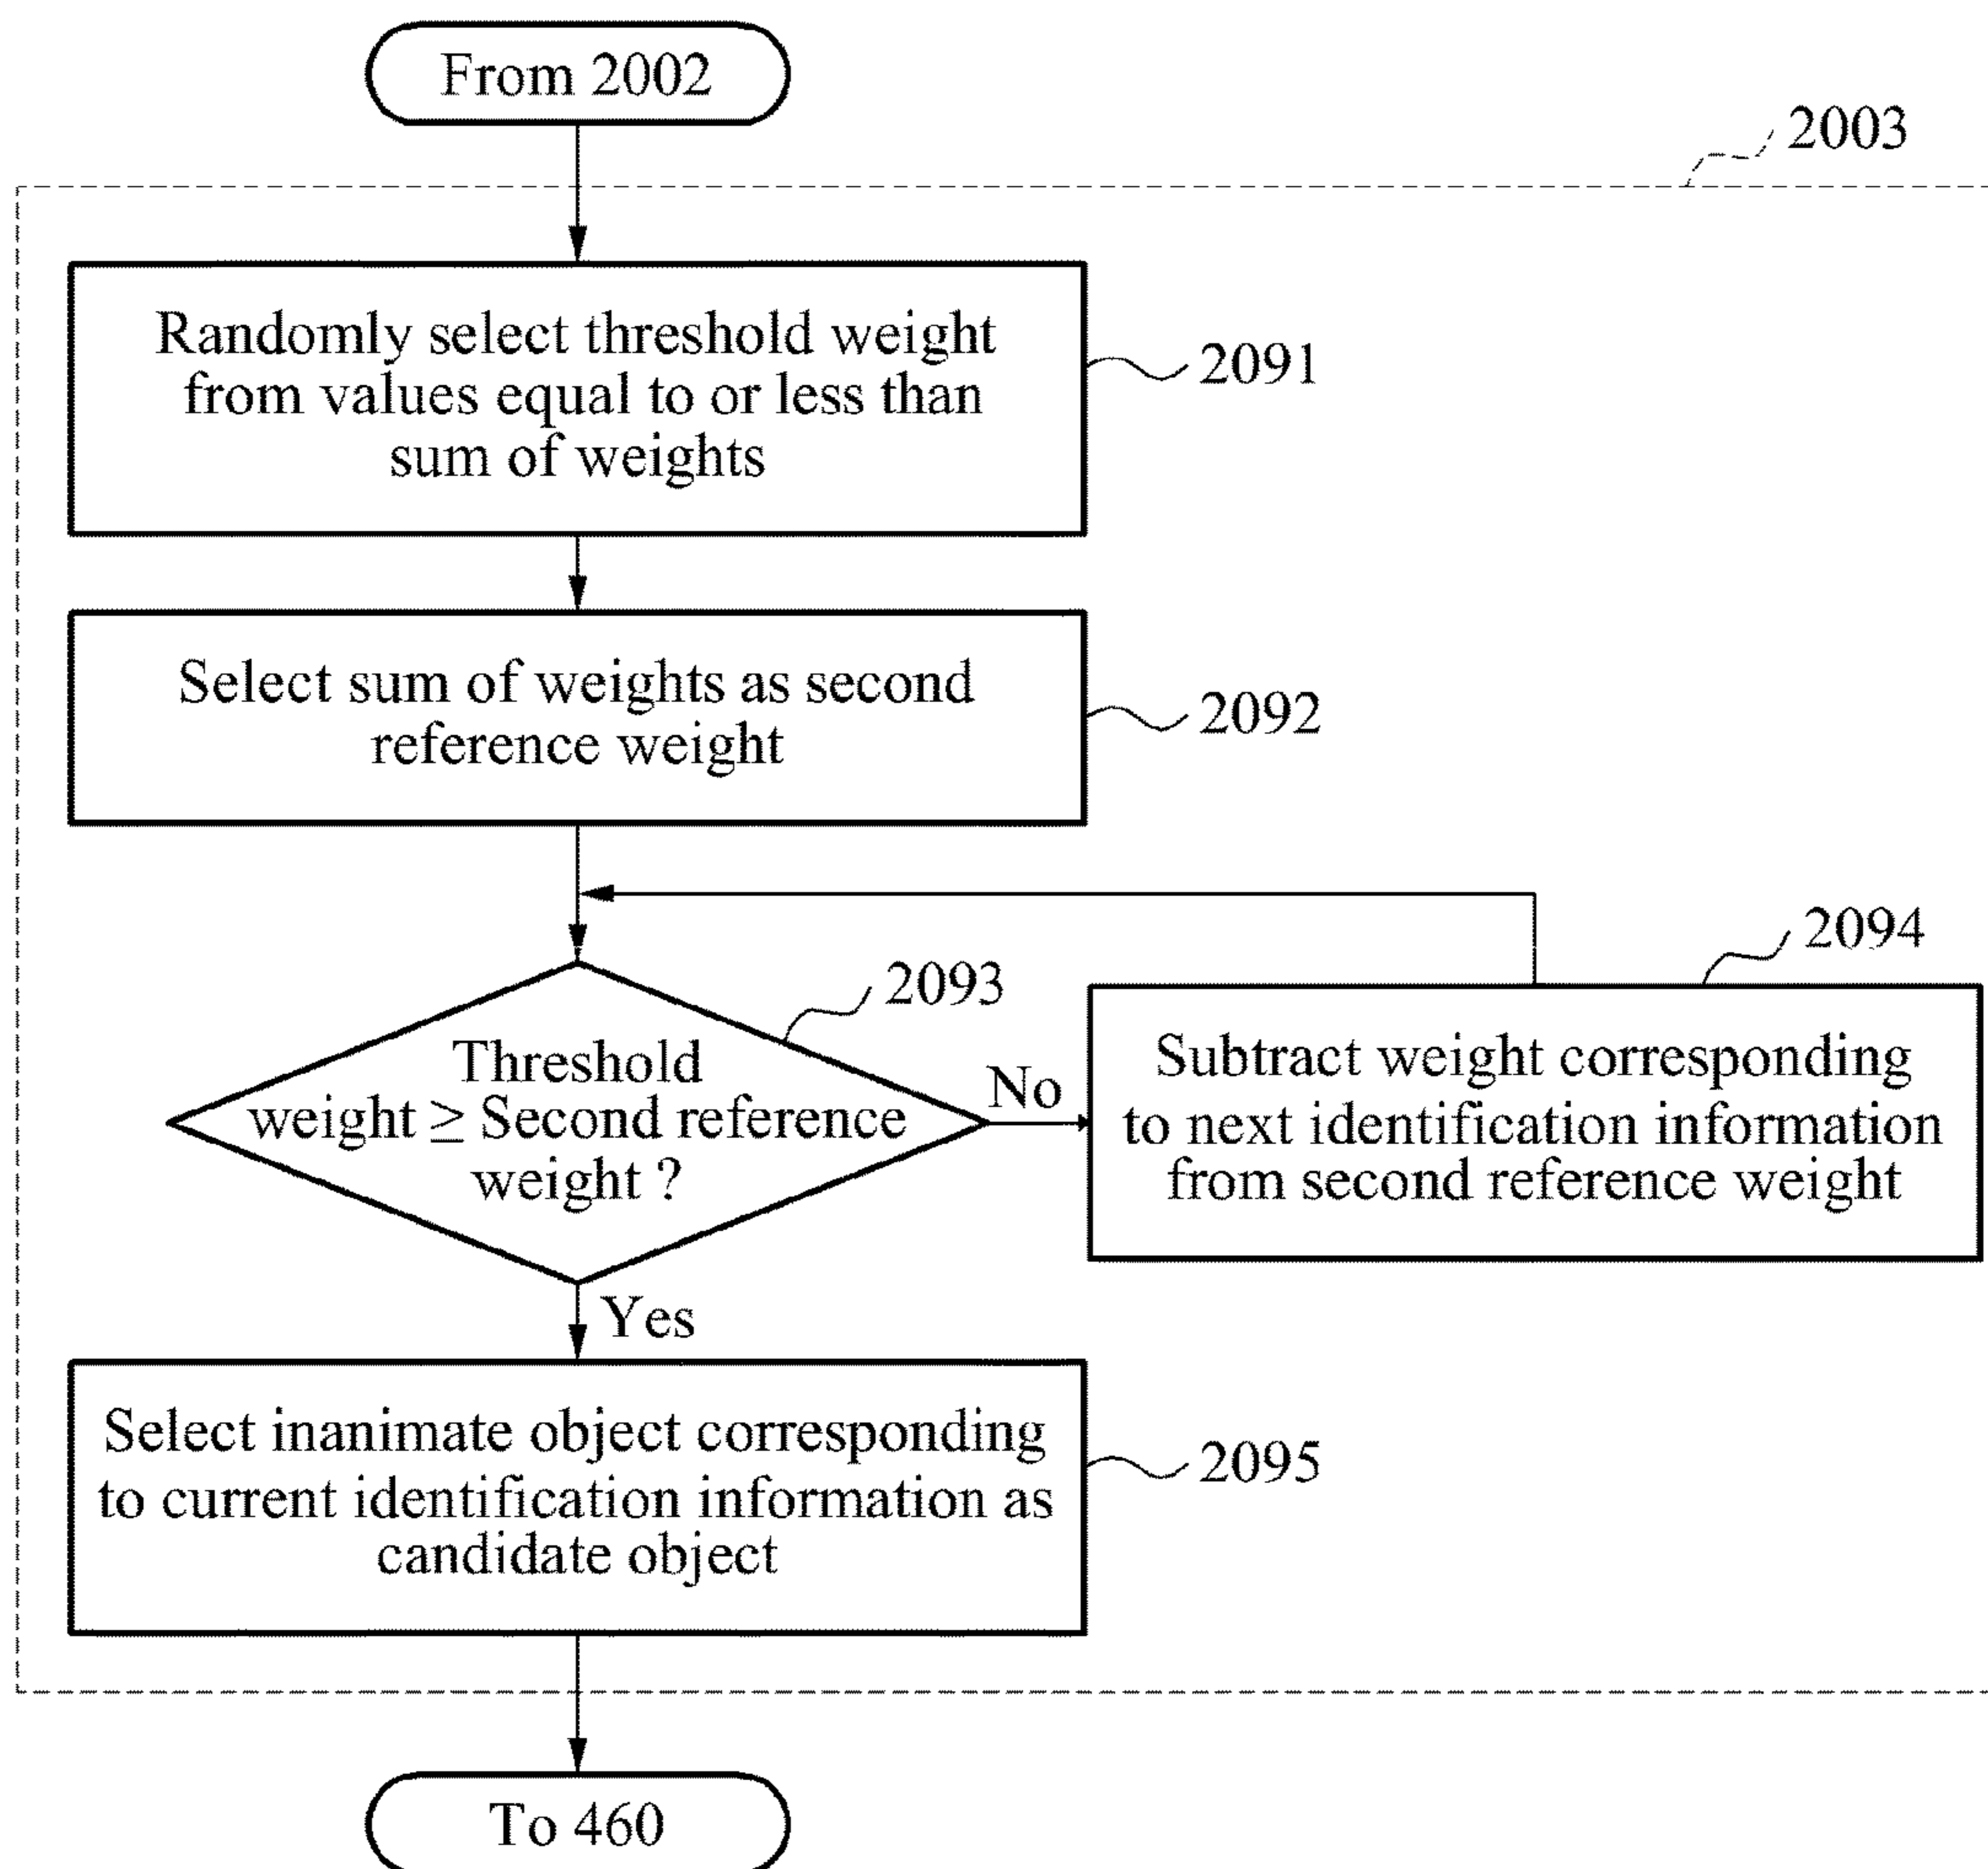 From 2002
2003
Randomly select threshold weight
from values equal to or less than
sum of weights
2091
Select sum of weights as second
reference weight
2092
2094
2093
Threshold
weight ≥ Second reference
weight ?
No
Subtract weight corresponding
to next identification information
from second reference weight
Yes
Select inanimate object corresponding
to current identification information as
candidate object
2095
To 460